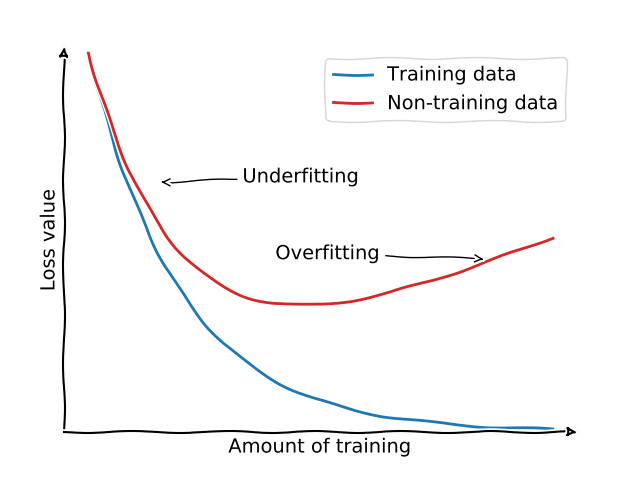 Training data
Non-training data
Underfitting
Overfitting
Loss value
Amount of training